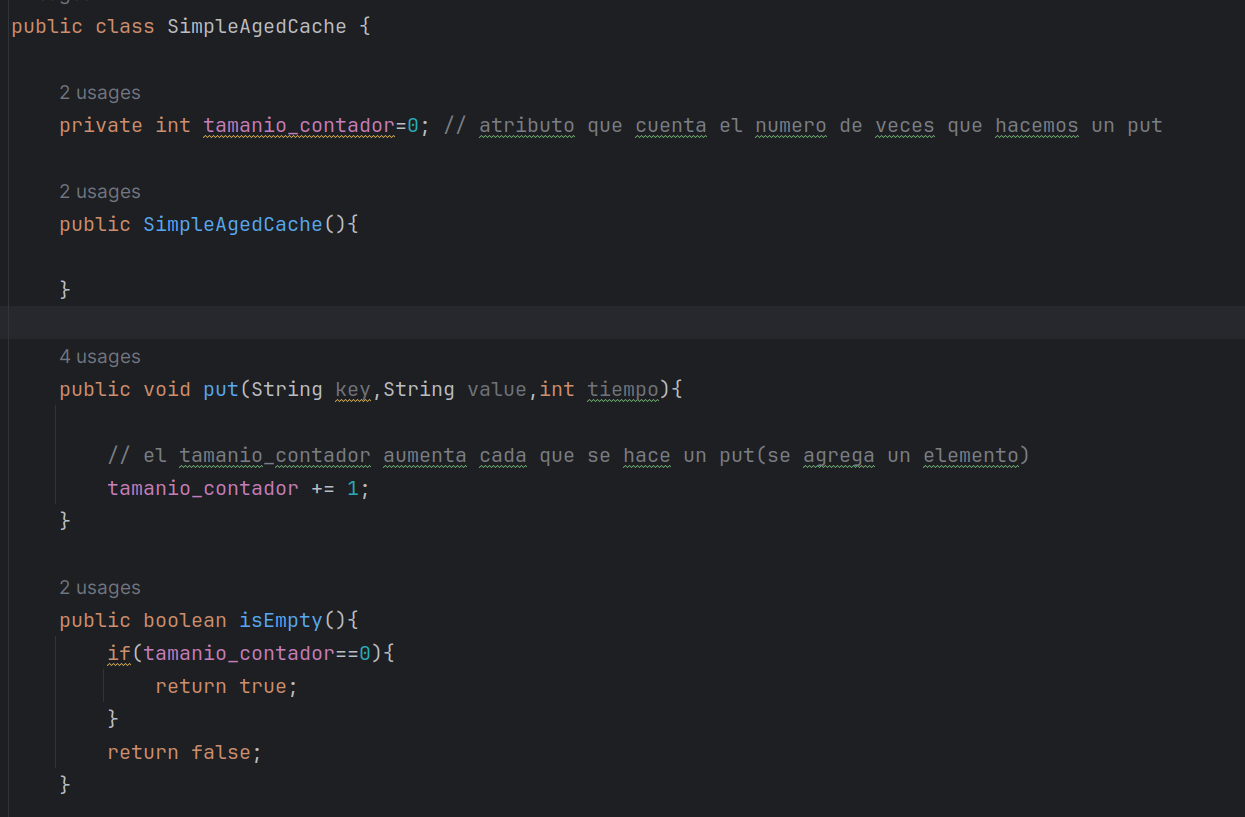 public class SimpleAgedCache {
2 usages
private int tamanio_contador=0; // atributo que cuenta el numero de veces que hacemos un put
2 usages
public SimpleAgedCache(){
}
4 usages
public void put(String key,String value,int tiempo){
// el tamanio_contador aumenta cada que se hace un put(se agrega un elemento)
tamanio_contador += 1;
}
2 usages
public boolean isEmpty(){
if(tamanio_contador==0){
return true;
}
return false;
}